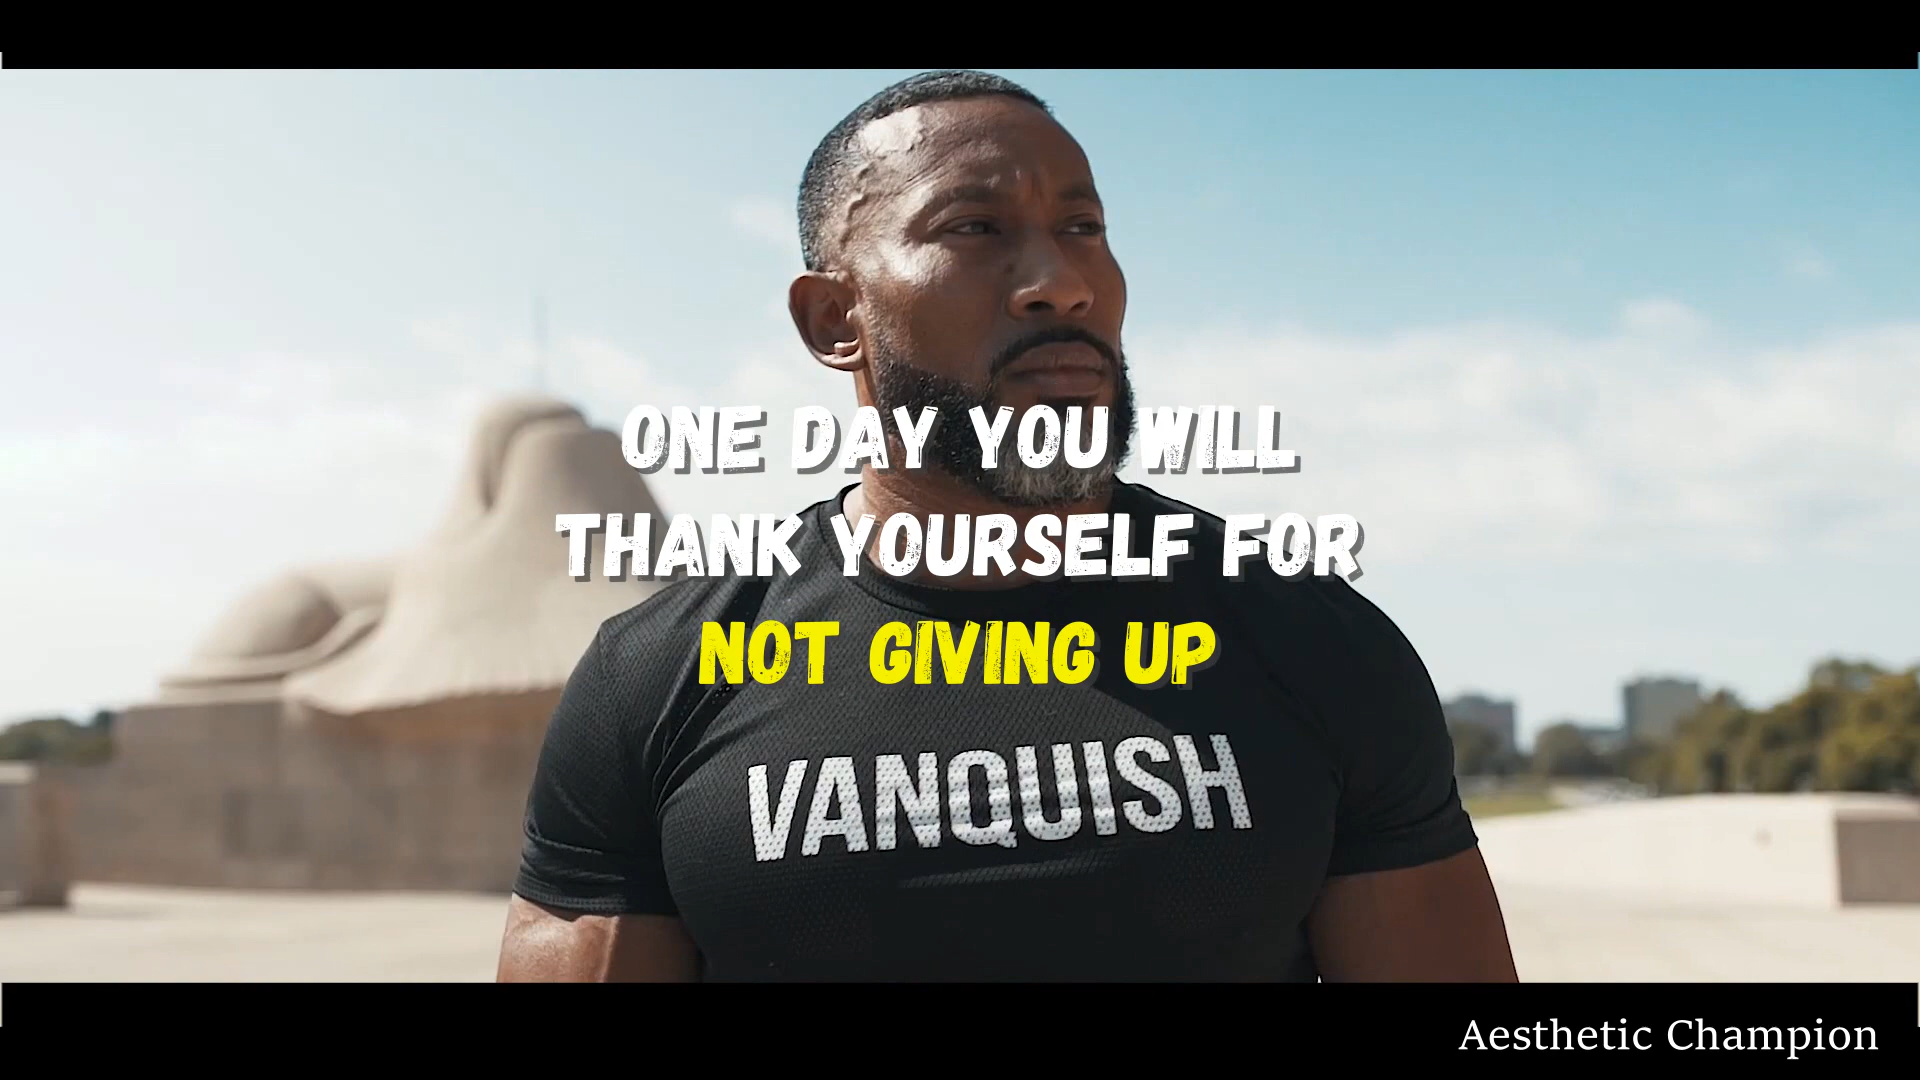 ONE DAY YOU WILL
THANK YOURSELF FOR
NOT GIVING UP
VANQUISH
Aesthetic Champion